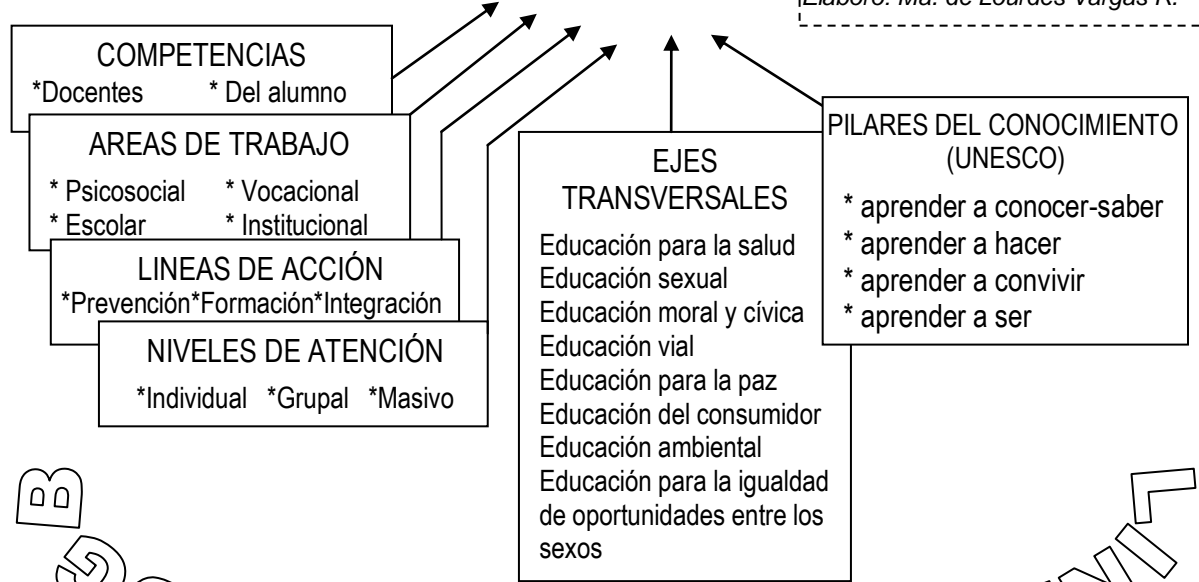 Elaboró: Ma. de Lourdes Vargas R.
COMPETENCIAS
*Docentes * Del alumno
AREAS DE TRABAJO
* Psicosocial * Vocacional
* Escolar * Institucional
LINEAS DE ACCIÓN
*Prevención*Formación*Integración
NIVELES DE ATENCIÓN
*Individual *Grupal *Masivo
EJES
TRANSVERSALES
Educación para la salud
Educación sexual
Educación moral y cívica
Educación vial
Educación para la paz
Educación del consumidor
Educación ambiental
Educación para la igualdad
de oportunidades entre los
sexos
PILARES DEL CONOCIMIENTO
(UNESCO)
* aprender a conocer-saber
* aprender a hacer
* aprender a convivir
* aprender a ser
B
G
L